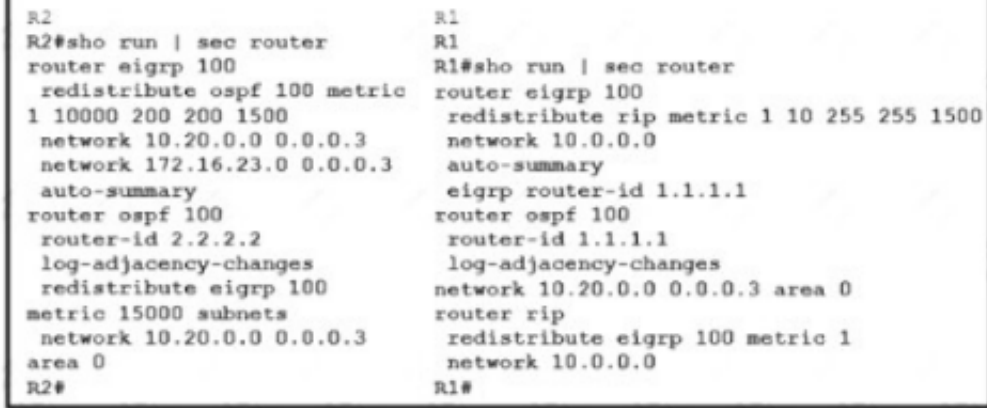 R2
R2#sho run | sec router
router eigrp 100
redistribute ospf 100 metric
1 10000 200 200 1500
network 10.20.0.0 0.0.0.3
network 172.16.23.0 0.0.0.3
auto-summary
router ospf 100
router-id 2.2.2.2
log-adjacency-changes
redistribute eigrp 100
metric 15000 subnets
network 10.20.0.0 0.0.0.3
area 0
R2#
R1
R1
R1#sho run | sec router
router eigrp 100
redistribute rip metric 1 10 255 255 1500
network 10.0.0.0
auto-summary
eigrp router-id 1.1.1.1
router ospf 100
router-id 1.1.1.1
log-adjacency-changes
network 10.20.0.0 0.0.0.3 area 0
router rip
redistribute eigrp 100 metric 1
network 10.0.0.0
R1#